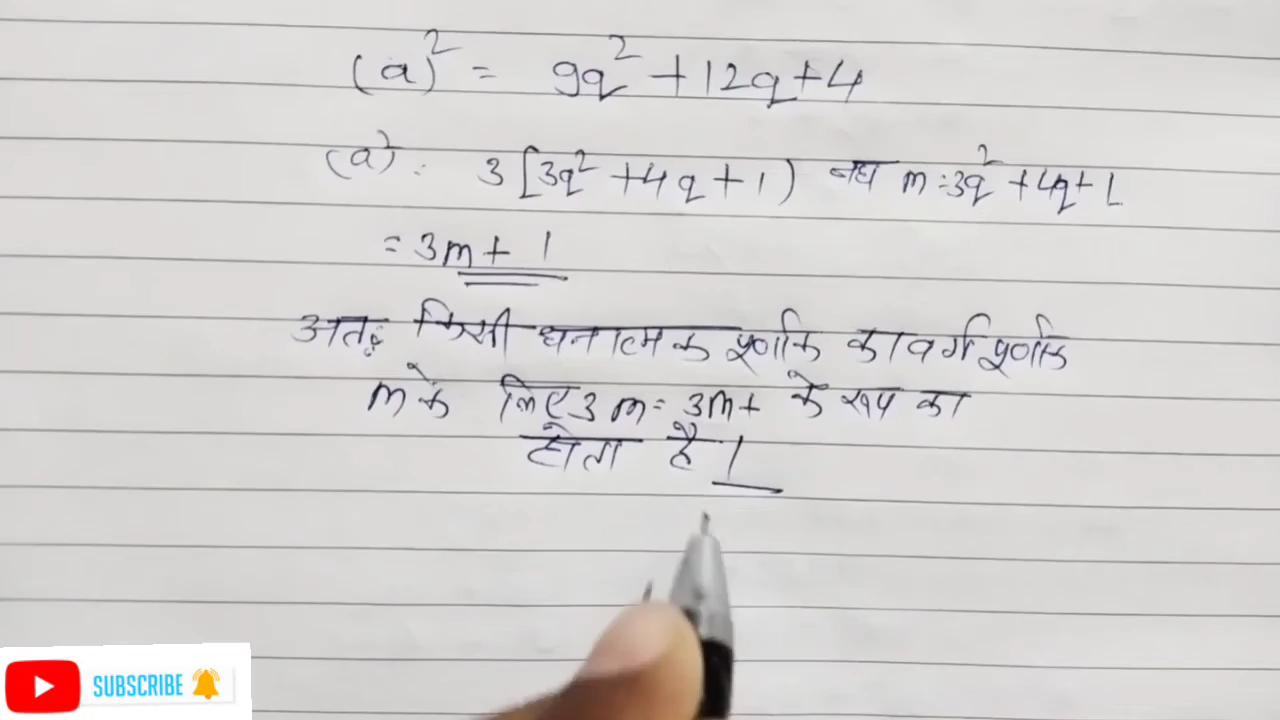 (a)² = 9q² + 12q + 4
(a)² : 3 [3q² + 4q + 1) m = 3q² + 4q + 1
= 3m + 1
अतः किसी धनात्मक पूर्णांक का वर्ग पूर्णांक
m के लिए 3m = 3m+ के रूप का
होता है।
SUBSCRIBE